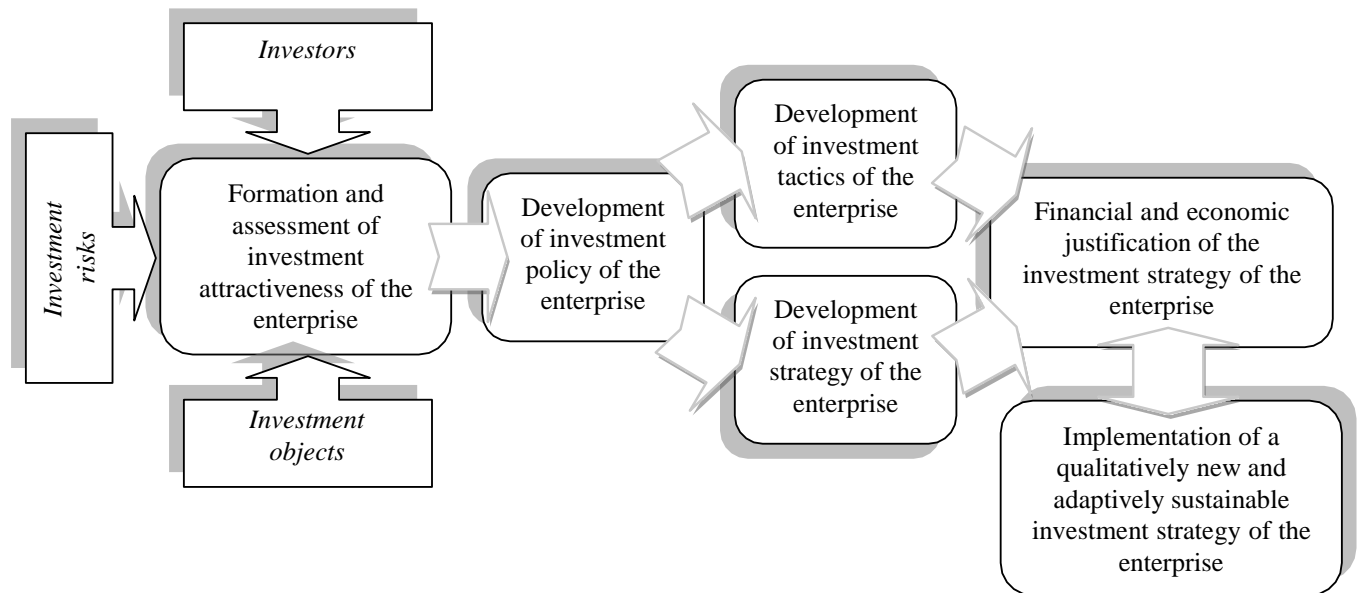 Investors
Investment
risks
Formation and
assessment of
investment
attractiveness of the
enterprise
Investment
objects
Development
of investment
policy of the
enterprise
Development
of investment
tactics of the
enterprise
Development
of investment
strategy of the
enterprise
Financial and economic
justification of the
investment strategy of the
enterprise
Implementation of a
qualitatively new and
adaptively sustainable
investment strategy of the
enterprise